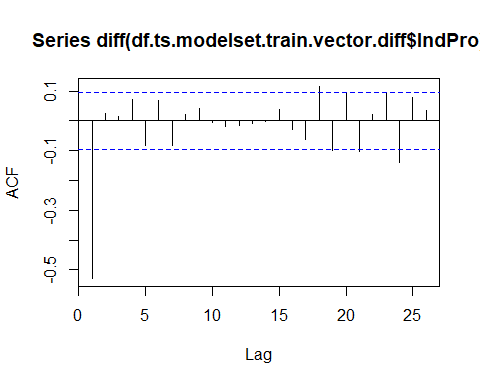 Series diff(df.ts.modelset.train.vector.diff$IndPro
ACF
0.1
-0.1
-0.3
-0.5
0 5 10 15 20 25
Lag